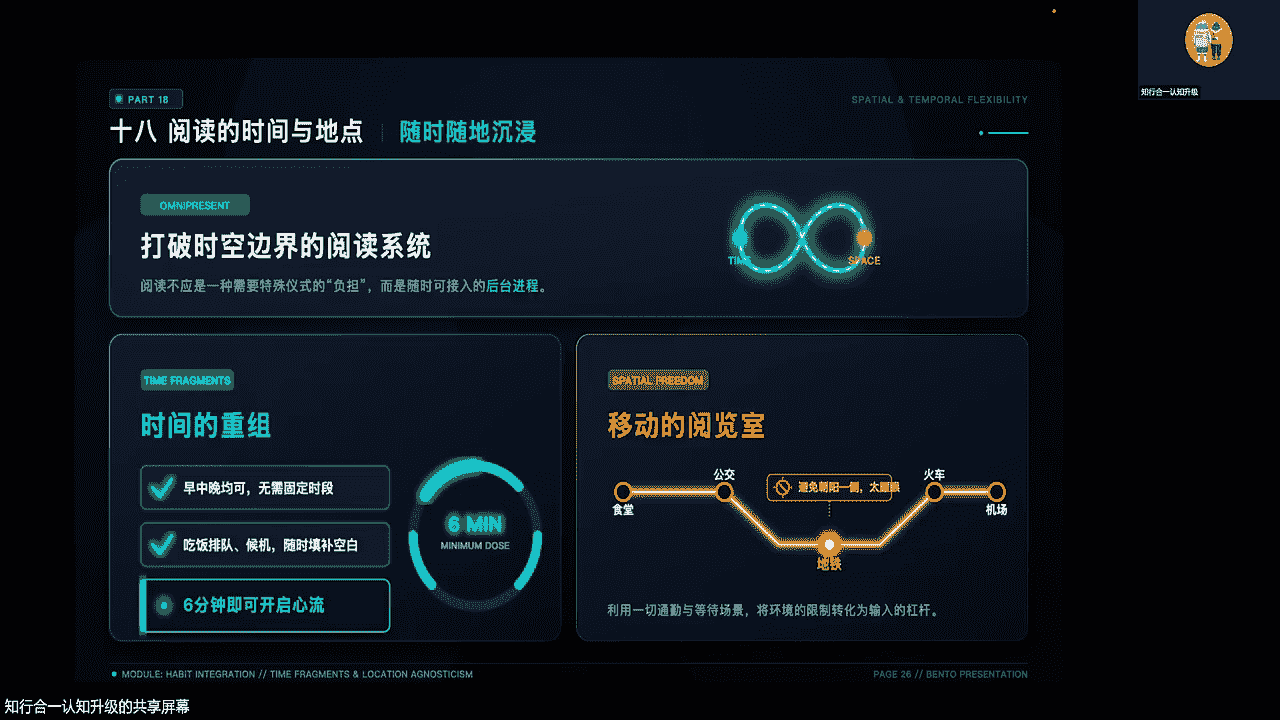 知行合一认知升级
PART 18
SPATIAL & TEMPORAL FLEXIBILITY
十八 阅读的时间与地点 | 随时随地沉浸
OMNIPRESENT
打破时空边界的阅读系统
阅读不应是一种需要特殊仪式的“负担”，而是随时可接入的后台进程。
TIME
SPACE
TIME FRAGMENTS
时间的重组
早中晚均可，无需固定时段
吃饭排队、候机，随时填补空白
6分钟即可开启心流
6 MIN
MINIMUM DOSE
SPATIAL FREEDOM
移动的阅览室
食堂
公交
避免朝阳一侧，太刺眼
地铁
火车
机场
利用一切通勤与等待场景，将环境的限制转化为输入的杠杆。
MODULE: HABIT INTEGRATION // TIME FRAGMENTS & LOCATION AGNOSTICISM
PAGE 26 // BENTO PRESENTATION
知行合一认知升级的共享屏幕